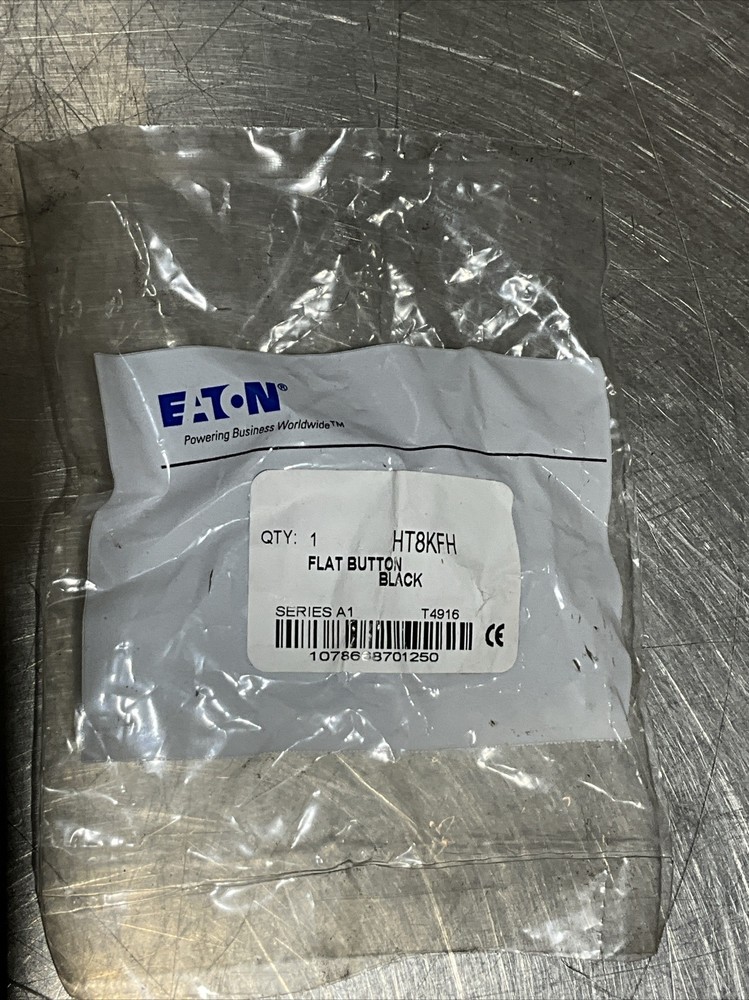 EATON®
Powering Business Worldwide™
QTY: 1 HT8KFH
FLAT BUTTON
BLACK
SERIES A1 T4916
CE